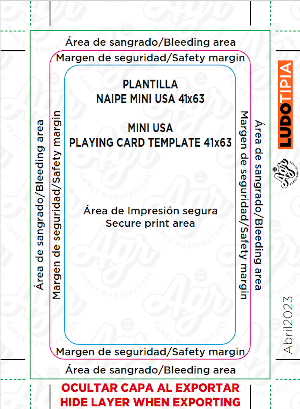 Área de sangrado/Bleeding area
Margen de seguridad/Safety margin
PLANTILLA
NAIPE MINI USA 41x63
MINI USA
PLAYING CARD TEMPLATE 41x63
Área de Impresión segura
Secure print area
Área de sangrado/Bleeding area
Margen de seguridad/Safety margin
Margen de seguridad/Safety margin
Área de sangrado/Bleeding area
LUDOTIPIA
Abril2023
Margen de seguridad/Safety margin
Área de sangrado/Bleeding area
OCULTAR CAPA AL EXPORTAR
HIDE LAYER WHEN EXPORTING